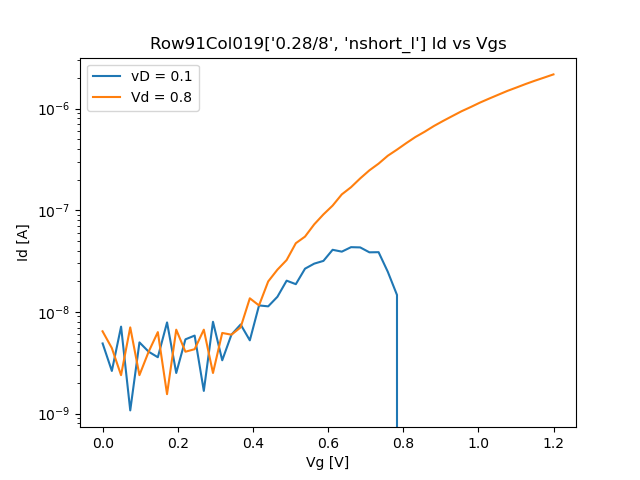 Row91Col019['0.28/8', 'nshort_l'] Id vs Vgs
vD = 0.1
Vd = 0.8
Id [A]
10⁻⁶
10⁻⁷
10⁻⁸
10⁻⁹
0.0 0.2 0.4 0.6 0.8 1.0 1.2
Vg [V]